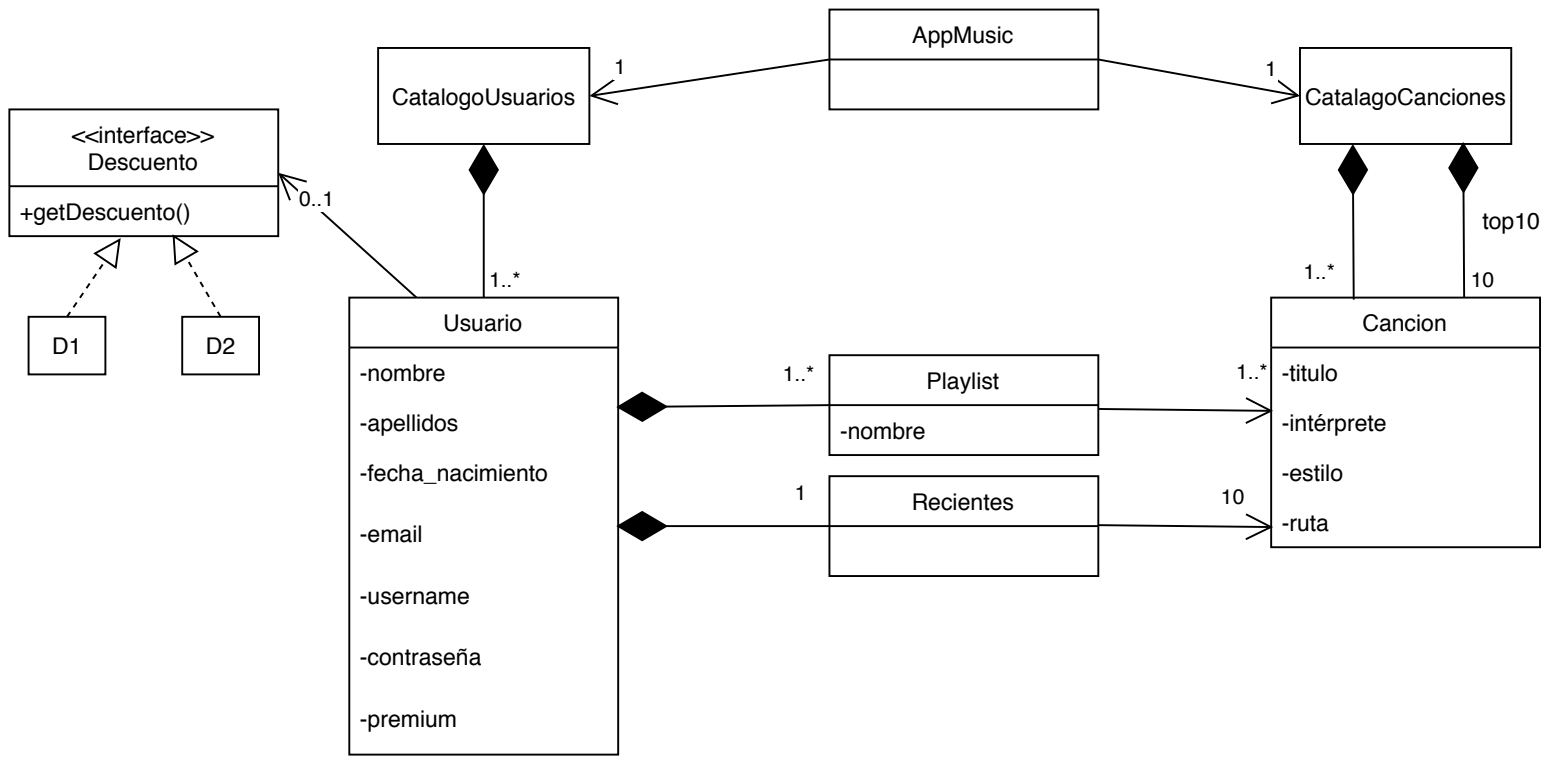 AppMusic
1
1
CatalogoUsuarios
CatalagoCanciones
<<interface>>
Descuento
+getDescuento()
0..1
top10
1..*
1..*
10
D1
D2
Usuario
-nombre
-apellidos
-fecha_nacimiento
-email
-username
-contraseña
-premium
1..*
Playlist
-nombre
1..*
1
Recientes
10
Cancion
-titulo
-intérprete
-estilo
-ruta